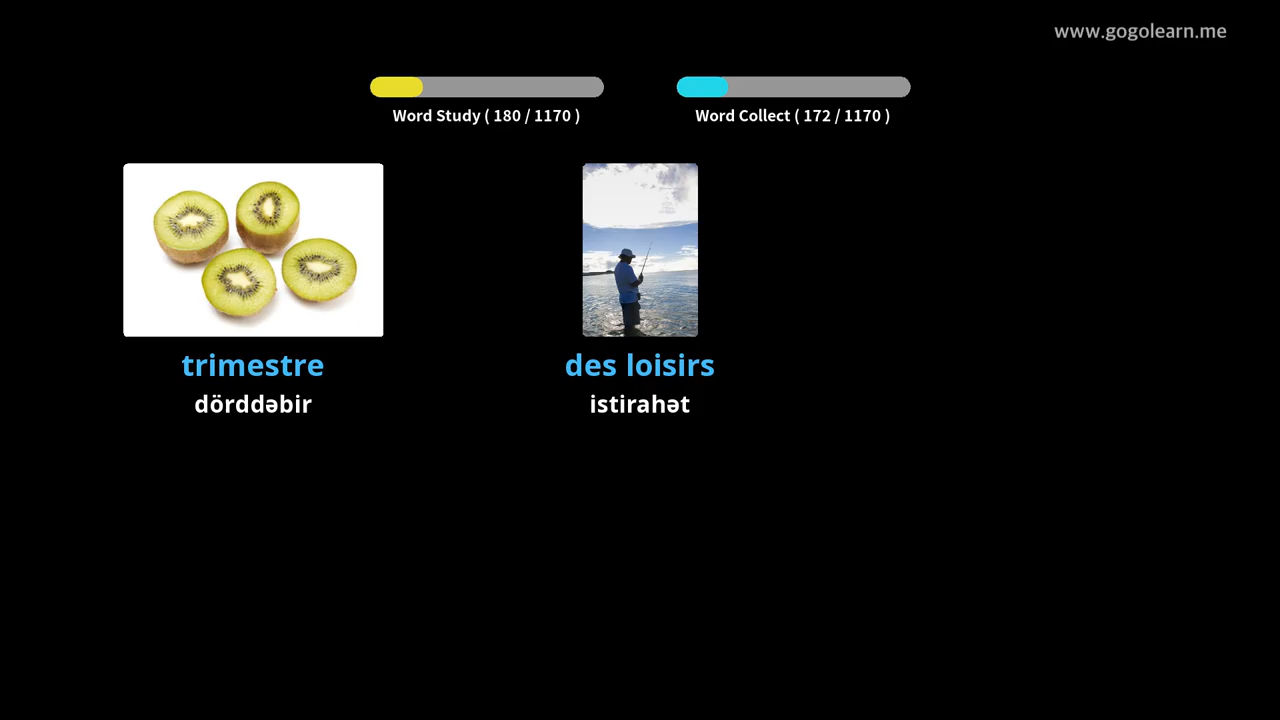 www.gogolearn.me
Word Study ( 180 / 1170 )
Word Collect ( 172 / 1170 )
trimestre
dörddəbir
des loisirs
istirahət